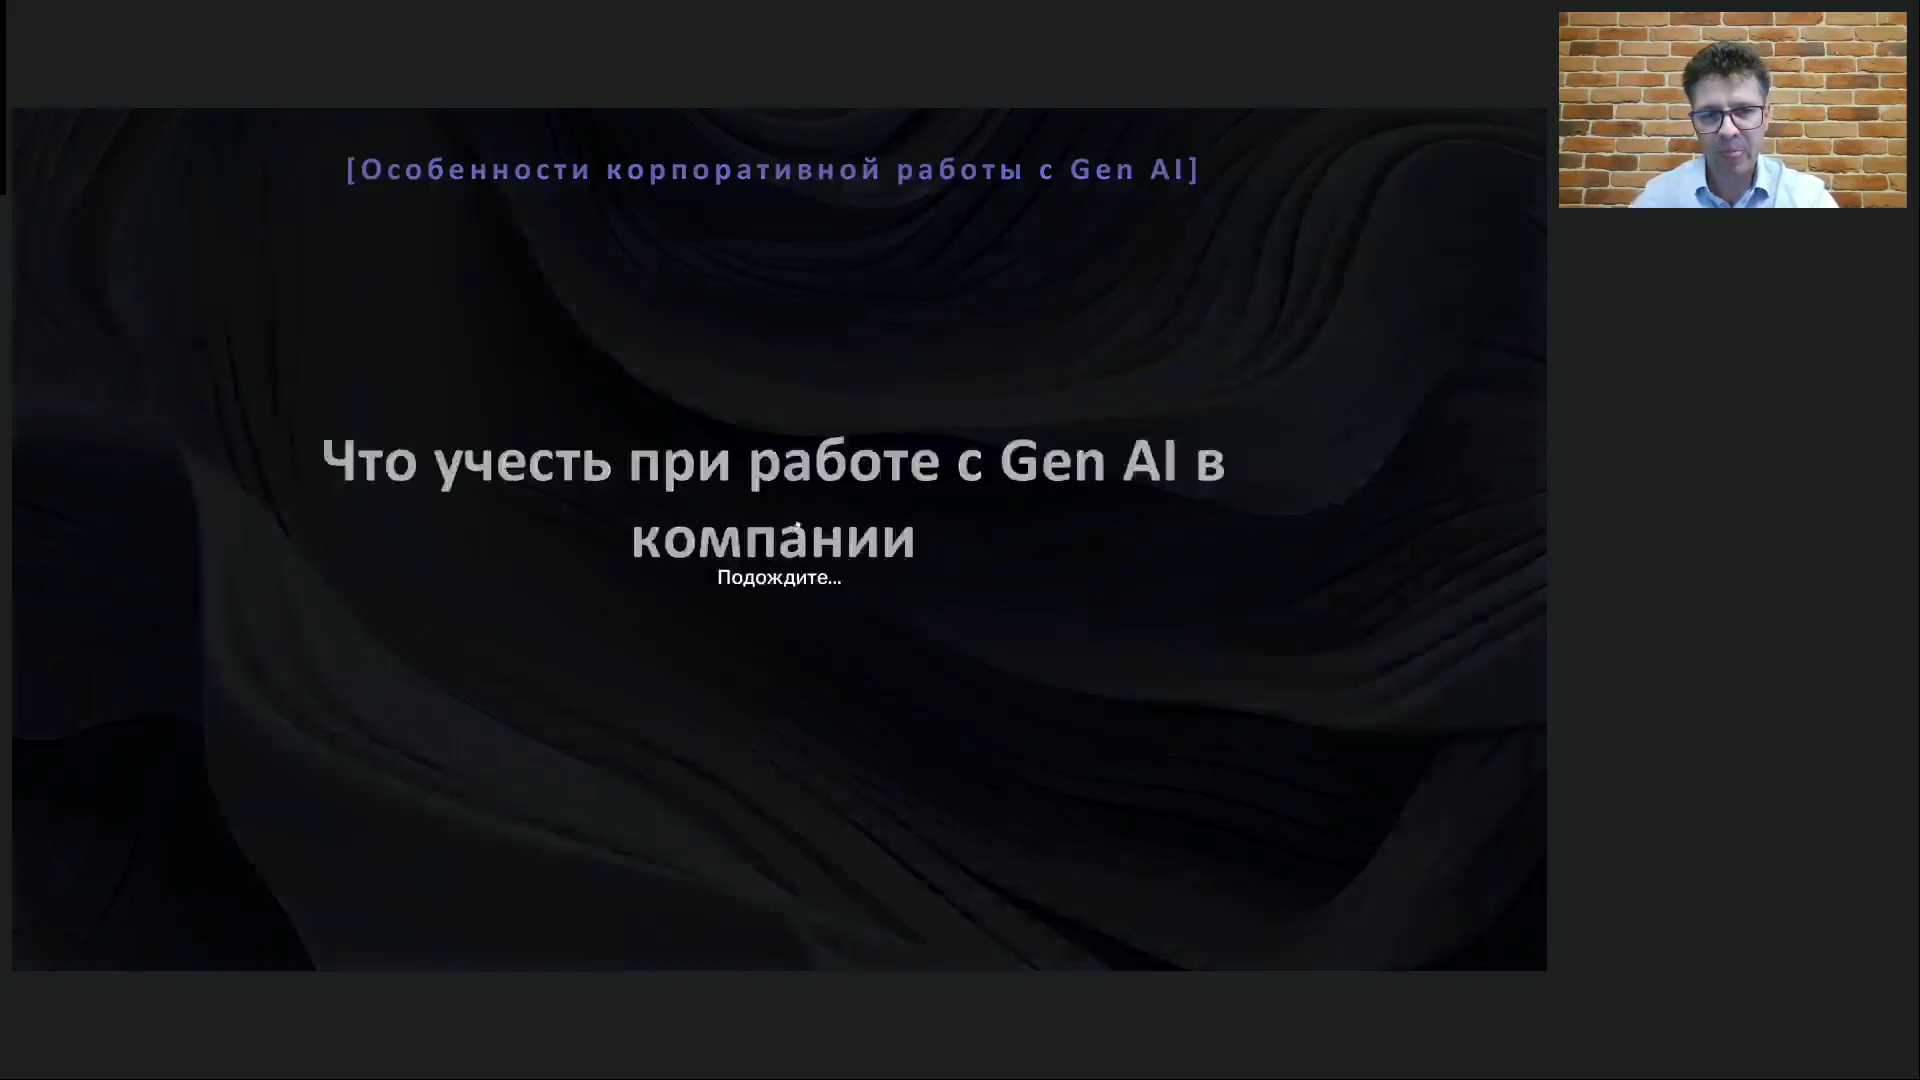 [Особенности корпоративной работы с Gen AI]
Что учесть при работе с Gen AI в
компании
Подождите...